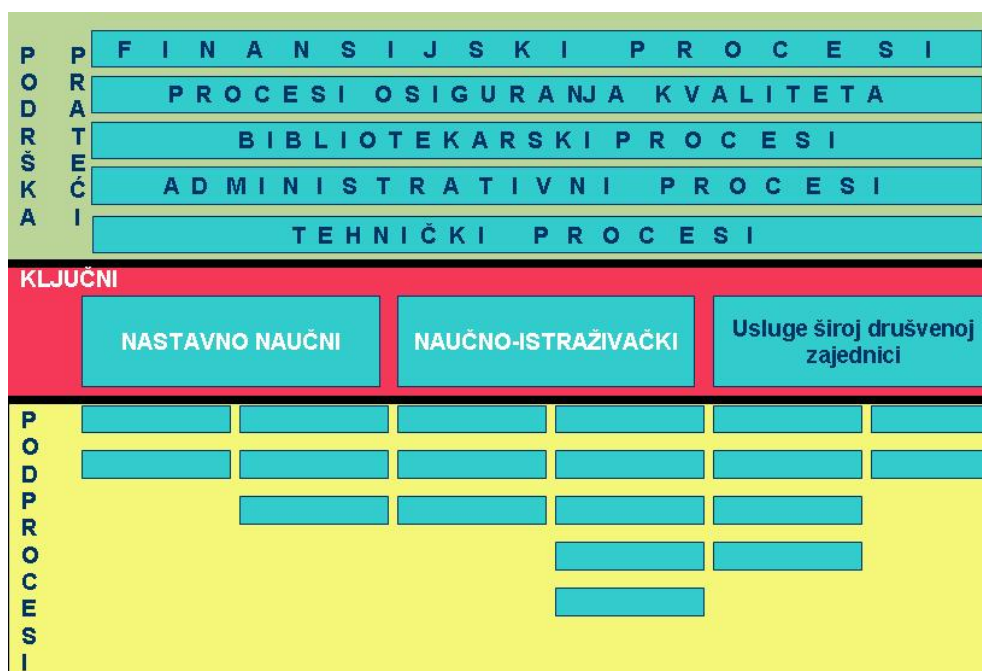 PODRŠKA
PRATEĆI
FINANSIJSKI PROCESI
PROCESI OSIGURANJA KVALITETA
BIBLIOTEKARSKI PROCESI
ADMINISTRATIVNI PROCESI
TEHNIČKI PROCESI
KLJUČNI
NASTAVNO NAUČNI
NAUČNO-ISTRAŽIVAČKI
Usluge široj drušvenoj
zajednici
PODPROCESI